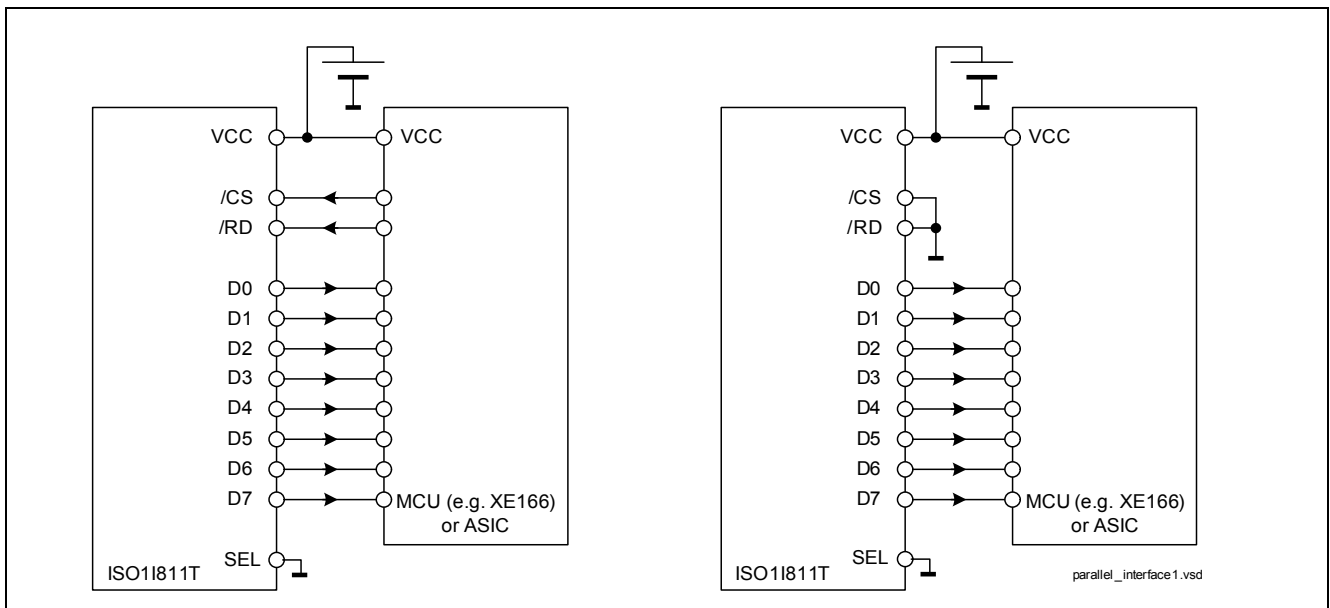 VCC
VCC
/CS
/RD
D0
D1
D2
D3
D4
D5
D6
D7
MCU (e.g. XE166)
or ASIC
SEL
ISO1I811T
VCC
VCC
/CS
/RD
D0
D1
D2
D3
D4
D5
D6
D7
MCU (e.g. XE166)
or ASIC
SEL
ISO1I811T
parallel_interface1.vsd